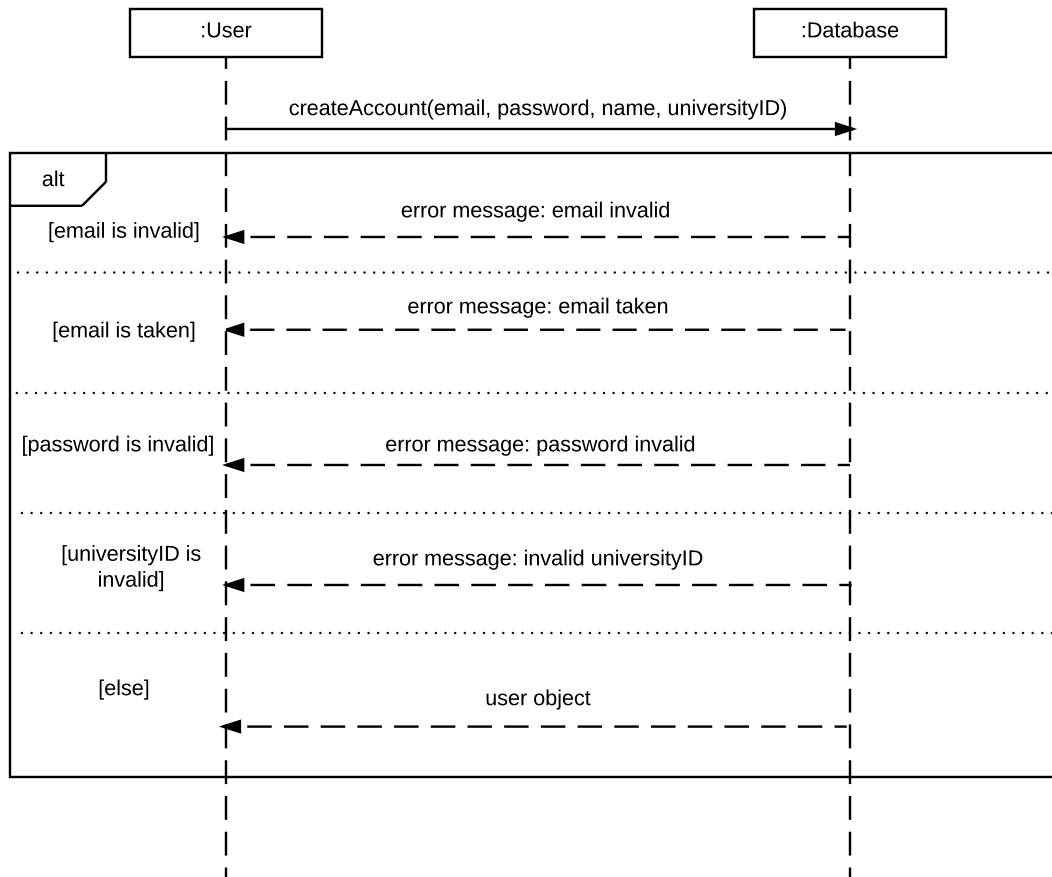 :User
:Database
createAccount(email, password, name, universityID)
alt
error message: email invalid
[email is invalid]
error message: email taken
[email is taken]
[password is invalid]
error message: password invalid
[universityID is
invalid]
error message: invalid universityID
[else]
user object